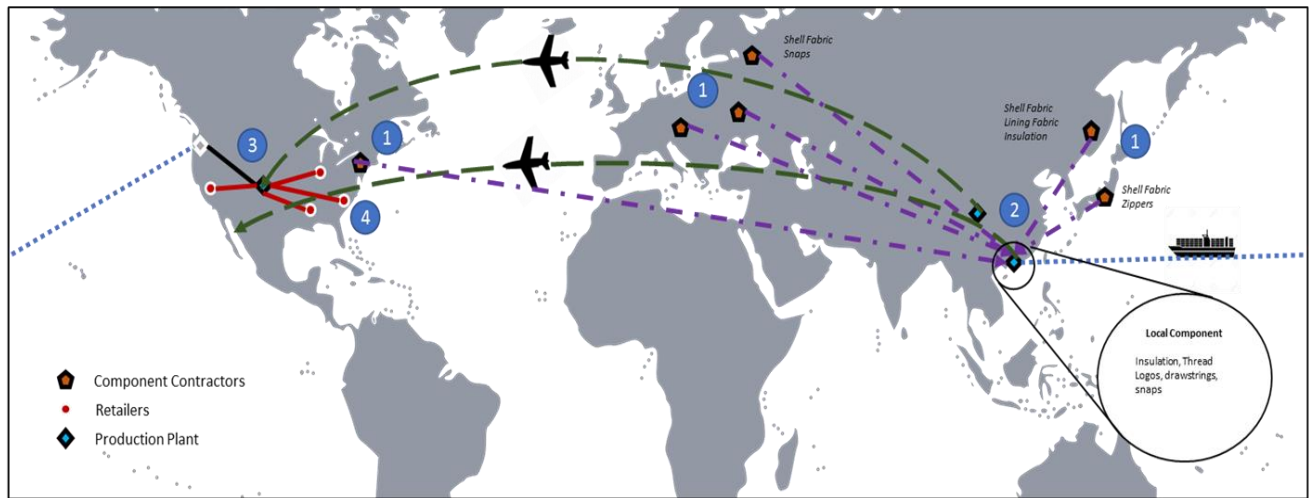 Shell Fabric
Snaps
1
Shell Fabric
Lining Fabric
Insulation
1
3
1
Shell Fabric
Zippers
2
4
Local Component
Insulation, Thread
Logos, drawstrings,
snaps
Component Contractors
Retailers
Production Plant